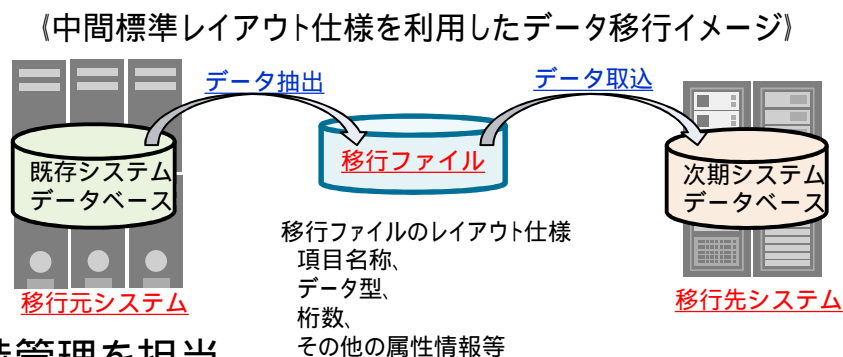 《中間標準レイアウト仕様を利用したデータ移行イメージ》
データ抽出
データ取込
既存システム
データベース
移行ファイル
次期システム
データベース
移行ファイルのレイアウト仕様
項目名称、
データ型、
桁数、
その他の属性情報等
移行元システム
移行先システム
管理を担当